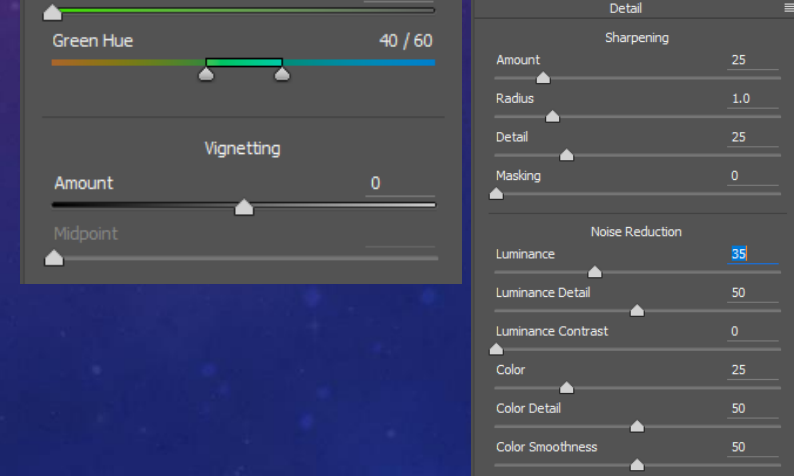 Green Hue 40 / 60
Vignetting
Amount 0
Midpoint
Detail
Sharpening
Amount 25
Radius 1.0
Detail 25
Masking 0
Noise Reduction
Luminance 35
Luminance Detail 50
Luminance Contrast 0
Color 25
Color Detail 50
Color Smoothness 50